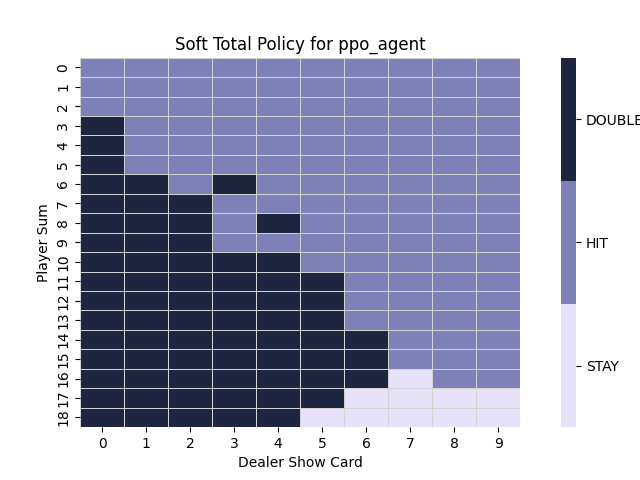 Soft Total Policy for ppo_agent
0
1
2
3
4
5
6
7
8
9
10
11
12
13
14
15
16
17
18
Player Sum
0 1 2 3 4 5 6 7 8 9
Dealer Show Card
DOUBLE
HIT
STAY